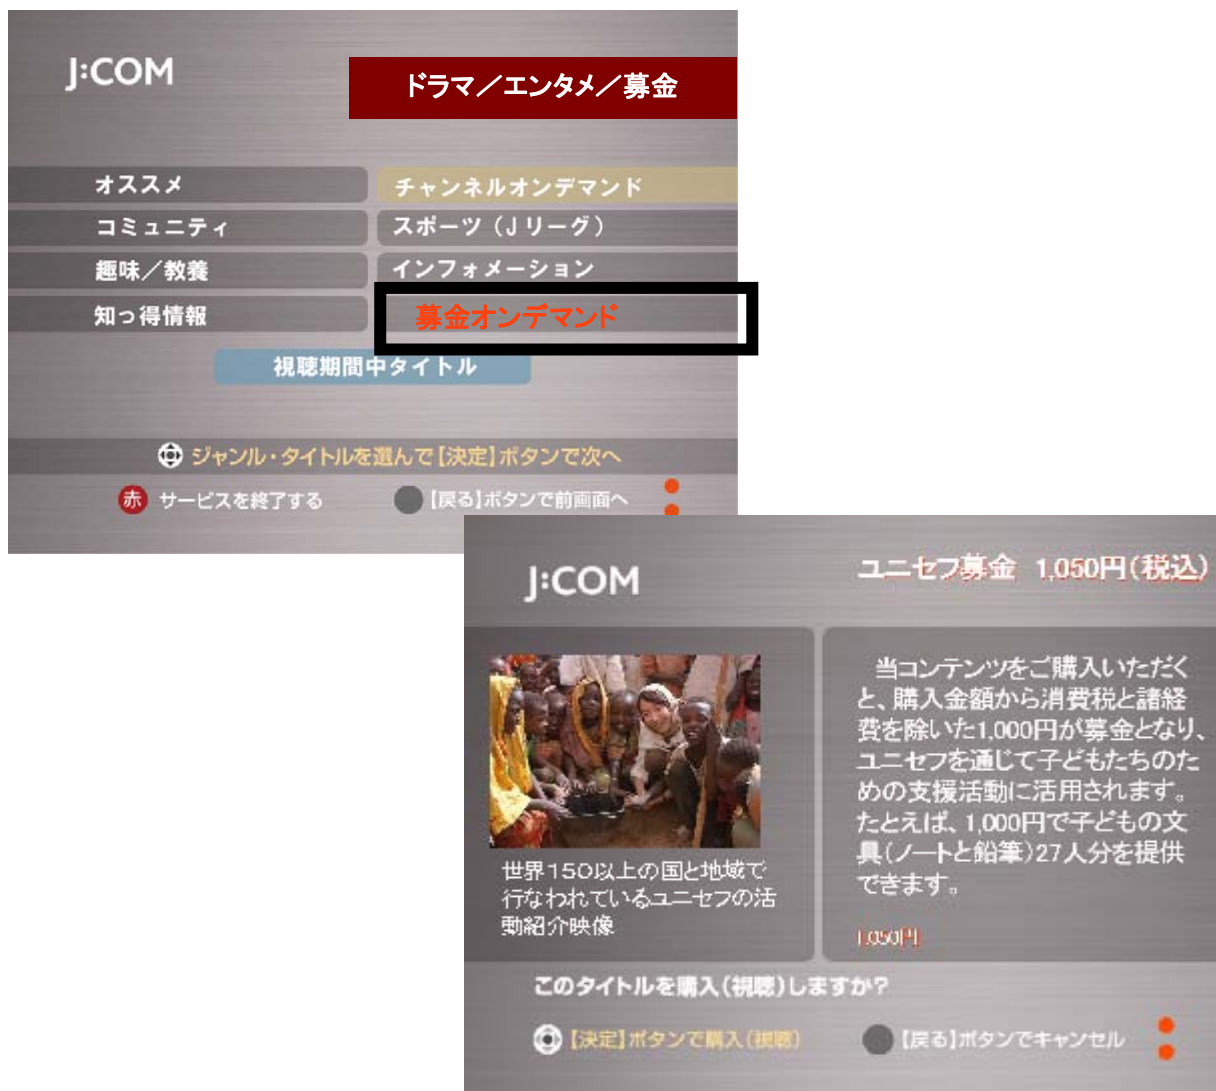 J:COM
ドラマ／エンタメ／募金
オススメ
チャンネルオンデマンド
コミュニティ
スポーツ（Jリーグ）
趣味／教養
インフォメーション
知っ得情報
募金オンデマンド
視聴期間中タイトル
ジャンル・タイトルを選んで【決定】ボタンで次へ
赤 サービスを終了する
【戻る】ボタンで前画面へ
J:COM
ユニセフ募金 1,050円（税込）
世界150以上の国と地域で
行なわれているユニセフの活
動紹介映像
当コンテンツをご購入いただく
と、購入金額から消費税と諸経
費を除いた1,000円が募金となり、
ユニセフを通じて子どもたちのた
めの支援活動に活用されます。
たとえば、1,000円で子どもの文
具（ノートと鉛筆）27人分を提供
できます。
1,050円
このタイトルを購入（視聴）しますか？
【決定】ボタンで購入（視聴）
【戻る】ボタンでキャンセル